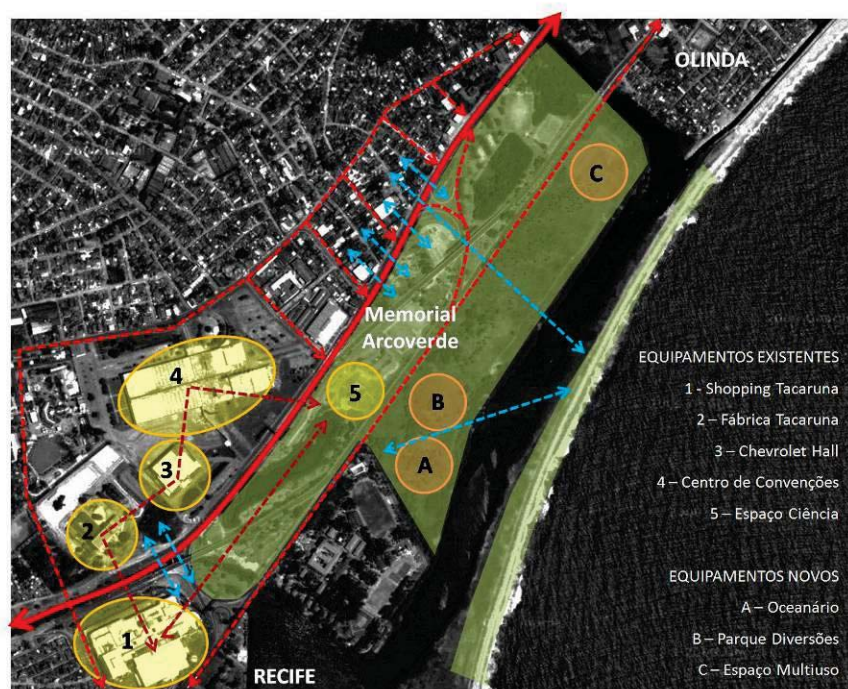 OLINDA
C
Memorial
Arcoverde
4
5
B
3
A
2
1
RECIFE
EQUIPAMENTOS EXISTENTES
1 - Shopping Tacaruna
2 – Fábrica Tacaruna
3 – Chevrolet Hall
4 – Centro de Convenções
5 – Espaço Ciência
EQUIPAMENTOS NOVOS
A – Oceanário
B – Parque Diversões
C – Espaço Multiuso